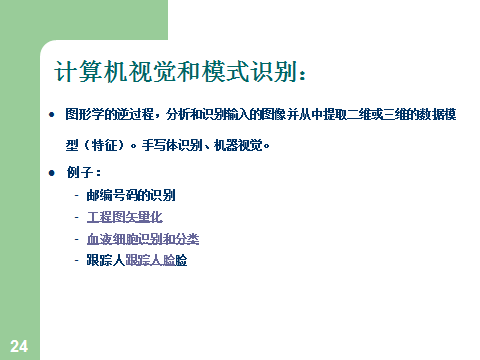 计算机视觉和模式识别：
● 图形学的逆过程，分析和识别输入的图像并从中提取二维或三维的数据模
型（特征）。手写体识别、机器视觉。
● 例子：
- 邮编号码的识别
- 工程图矢量化
- 血液细胞识别和分类
- 跟踪人跟踪人脸脸
24